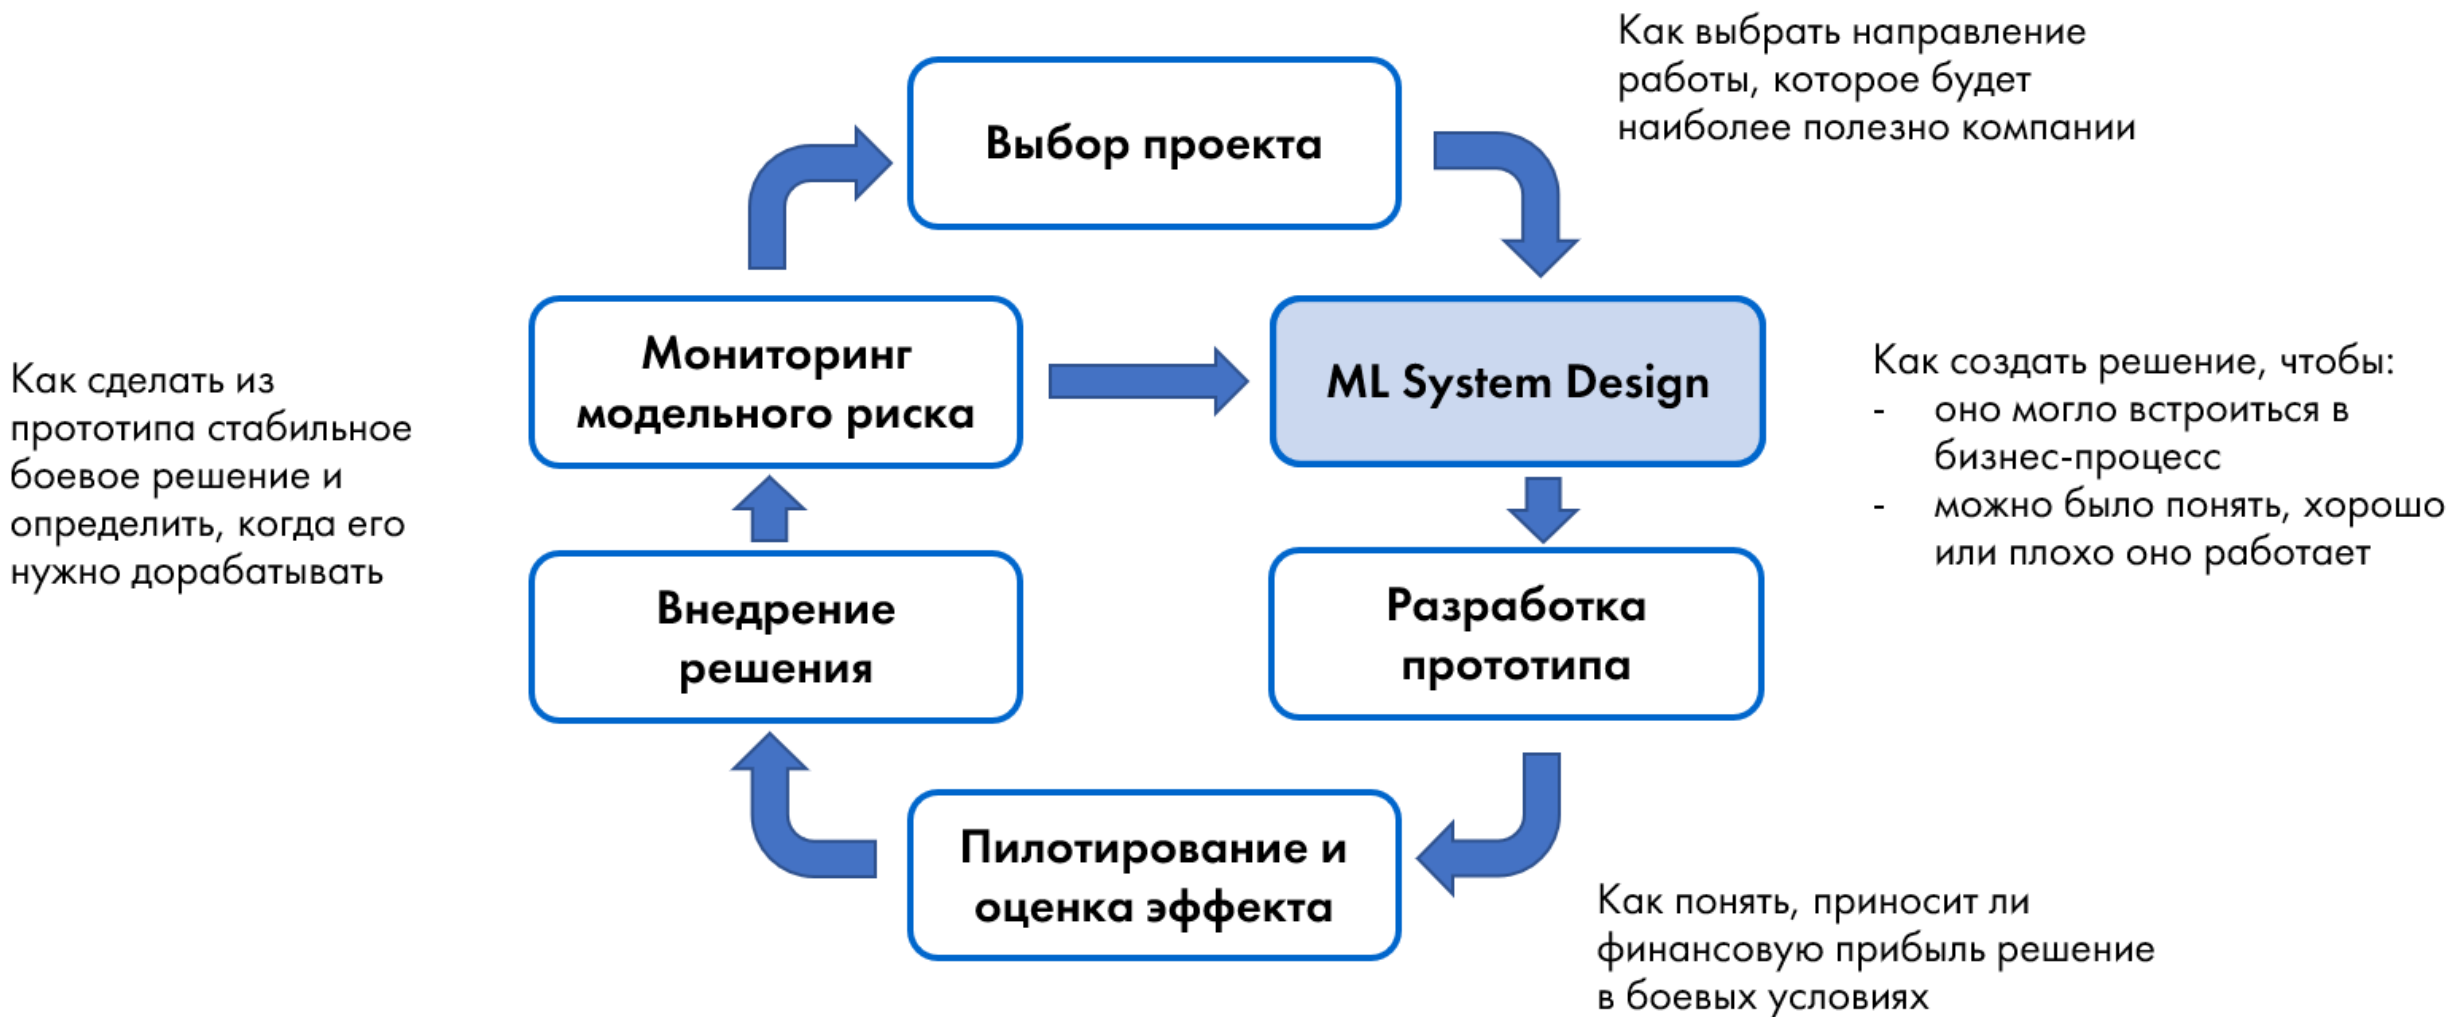 Как выбрать направление
работы, которое будет
наиболее полезно компании
Выбор проекта
Мониторинг
модельного риска
ML System Design
Как сделать из
прототипа стабильное
боевое решение и
определить, когда его
нужно дорабатывать
Как создать решение, чтобы:
- оно могло встроиться в
бизнес-процесс
- можно было понять, хорошо
или плохо оно работает
Внедрение
решения
Разработка
прототипа
Пилотирование и
оценка эффекта
Как понять, приносит ли
финансовую прибыль решение
в боевых условиях